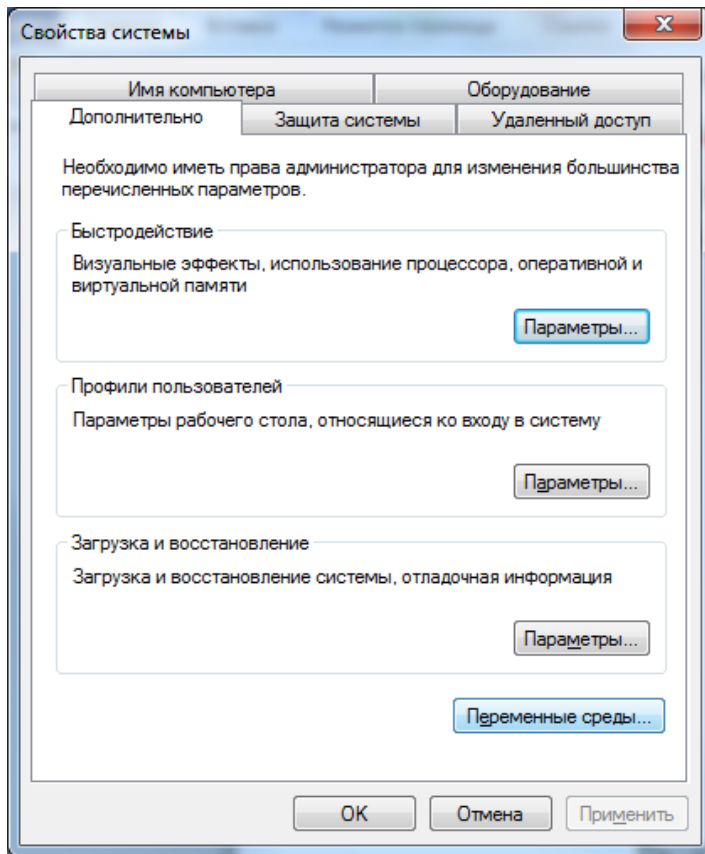 Свойства системы
Имя компьютера
Оборудование
Дополнительно
Защита системы
Удаленный доступ
Необходимо иметь права администратора для изменения большинства
перечисленных параметров.
Быстродействие
Визуальные эффекты, использование процессора, оперативной и
виртуальной памяти
Параметры...
Профили пользователей
Параметры рабочего стола, относящиеся ко входу в систему
Параметры...
Загрузка и восстановление
Загрузка и восстановление системы, отладочная информация
Параметры...
Переменные среды...
OK
Отмена
Применить